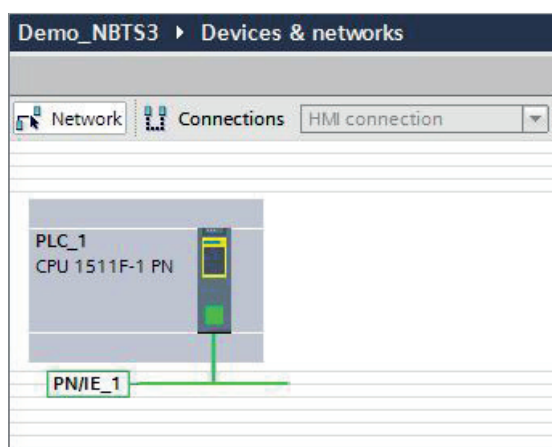 Demo_NBTS3 ▸ Devices & networks
Network Connections HMI connection
PLC_1
CPU 1511F-1 PN
PN/IE_1